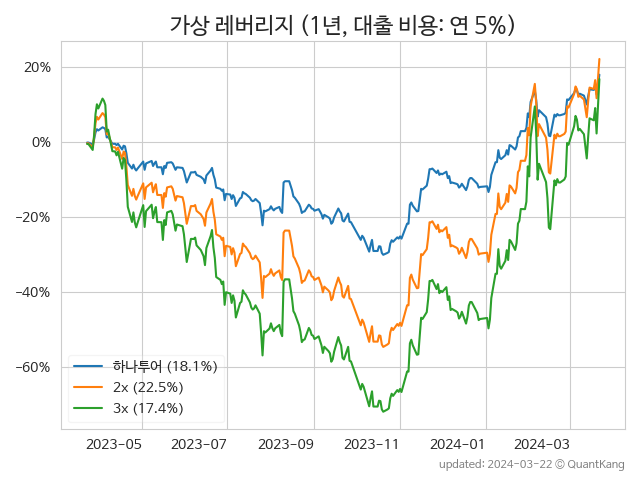 가상 레버리지 (1년, 대출 비용: 연 5%)
20%
0%
−20%
−40%
−60%
하나투어 (18.1%)
2x (22.5%)
3x (17.4%)
2023-05
2023-07
2023-09
2023-11
2024-01
2024-03
updated: 2024-03-22 © QuantKang